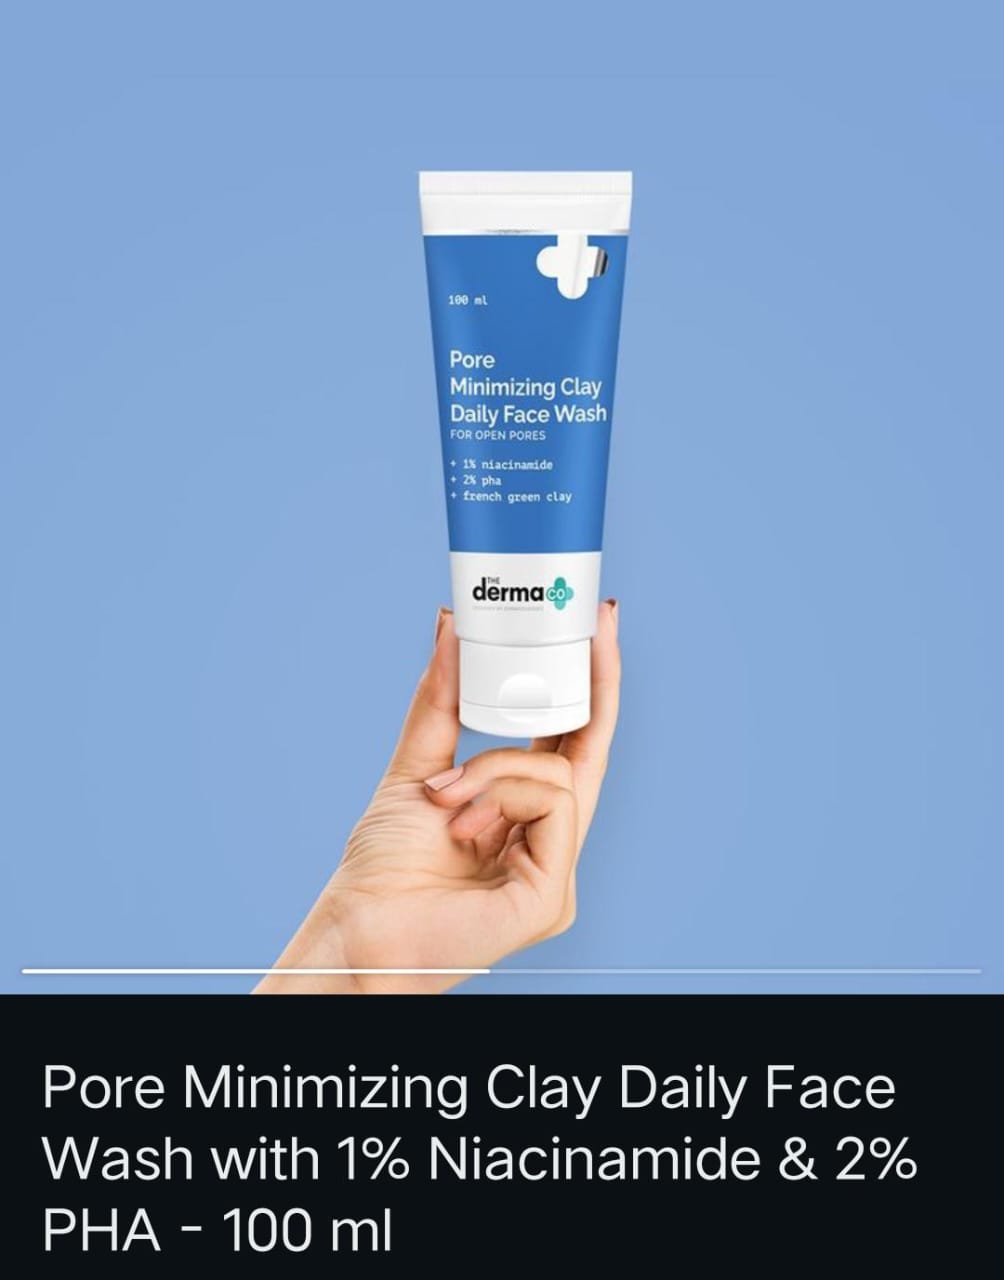 100 ml
Pore
Minimizing Clay
Daily Face Wash
FOR OPEN PORES
+ 1% niacinamide
+ 2% pha
+ french green clay
THE
derma co
Pore Minimizing Clay Daily Face
Wash with 1% Niacinamide & 2%
PHA - 100 ml